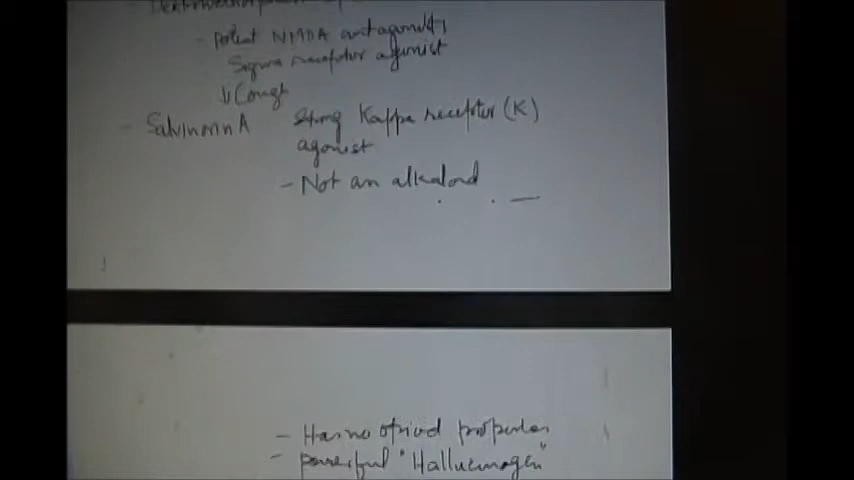 - Potent NMDA antagonist
Sigma receptor agonist
↓ Cough
- Salvinorin A Strong Kappa receptor (K)
agonist
- Not an alkaloid
- Has no opioid properties
- powerful "Hallucinogen"